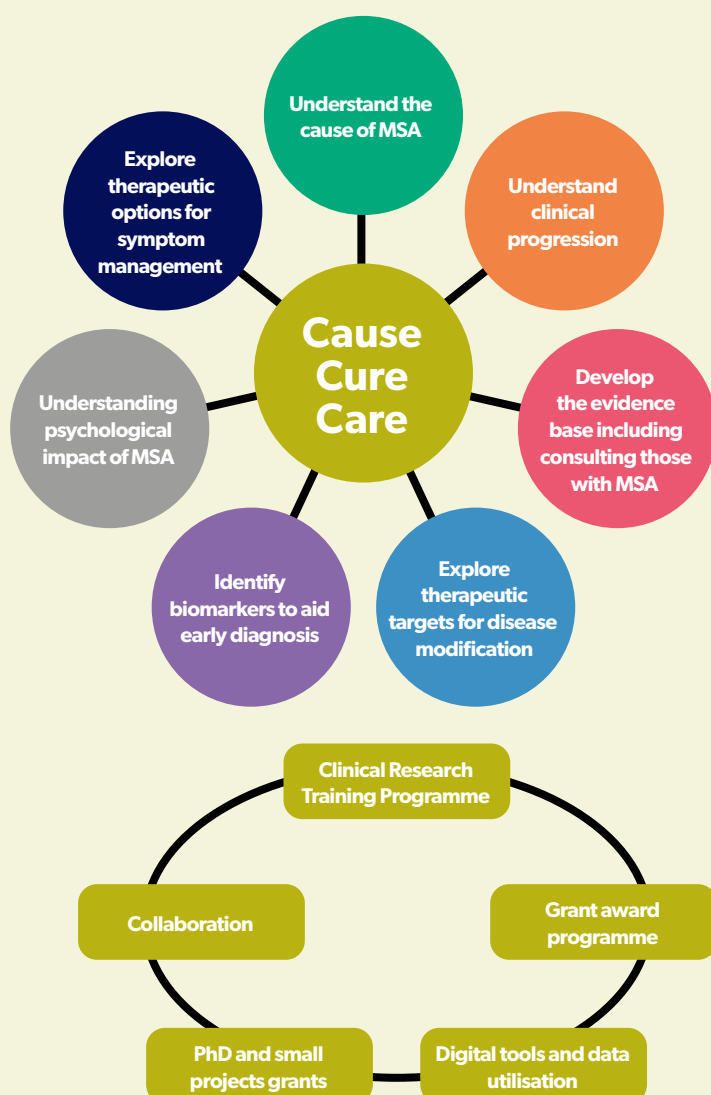 Understand the
cause of MSA
Explore
therapeutic
options for
symptom
management
Understand
clinical
progression
Cause
Cure
Care
Understanding
psychological
impact of MSA
Develop
the evidence
base including
consulting those
with MSA
Identify
biomarkers to aid
early diagnosis
Explore
therapeutic
targets for disease
modification
Clinical Research
Training Programme
Collaboration
Grant award
programme
PhD and small
projects grants
Digital tools and data
utilisation